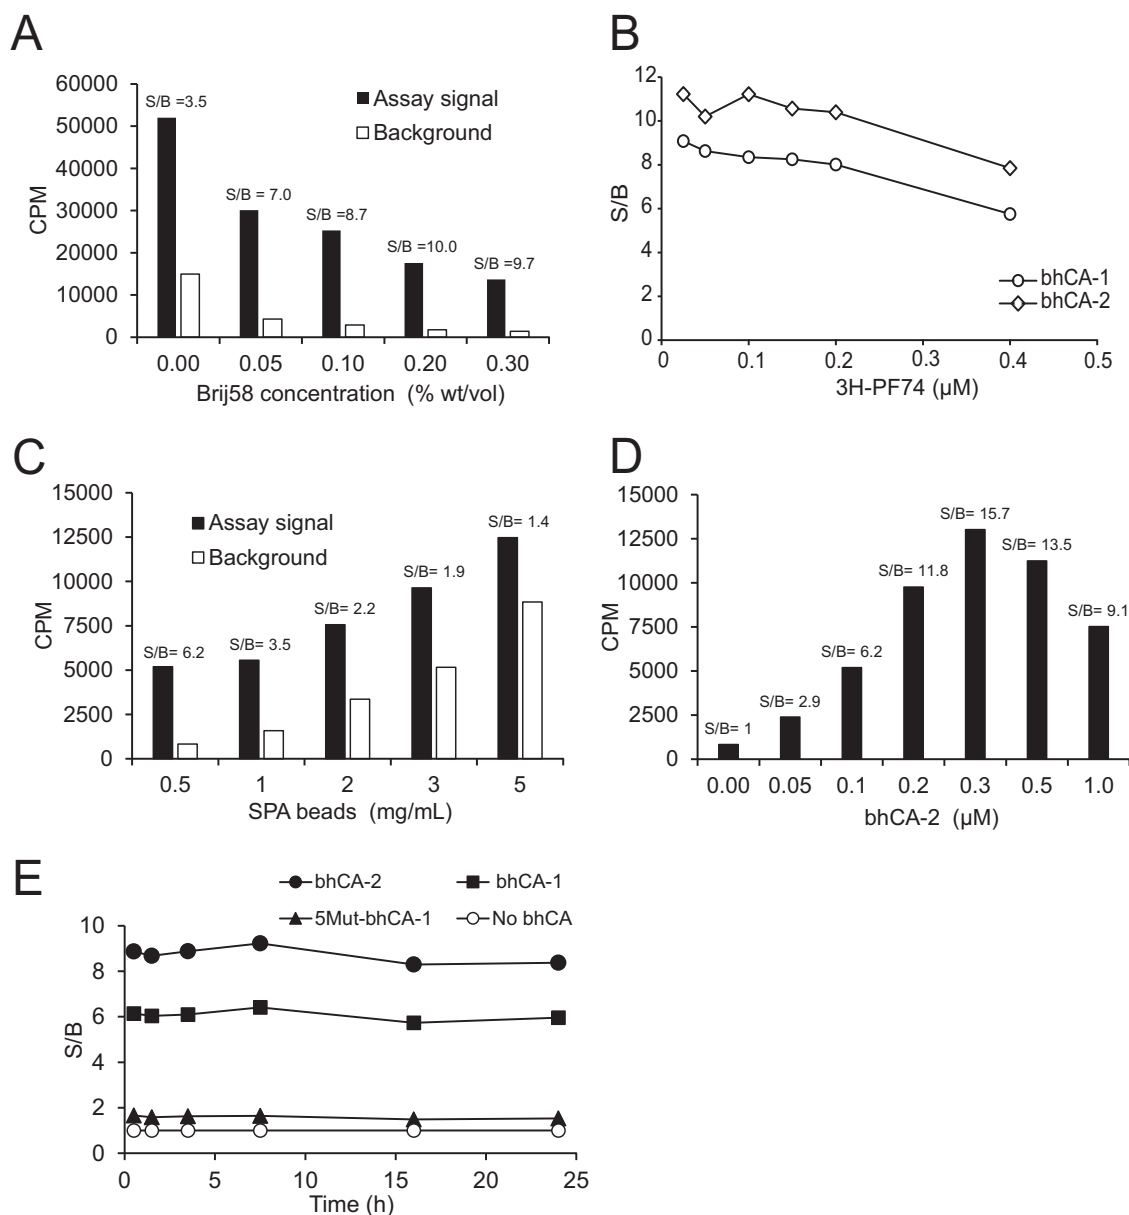 A
60000
50000
40000
30000
20000
10000
0
CPM
S/B =3.5
S/B = 7.0
S/B =8.7
S/B =10.0
S/B =9.7
Assay signal
Background
0.00 0.05 0.10 0.20 0.30
Brij58 concentration (% wt/vol)
B
12
10
8
6
4
2
0
S/B
bhCA-1
bhCA-2
0 0.1 0.2 0.3 0.4 0.5
3H-PF74 (µM)
C
15000
12500
10000
7500
5000
2500
0
CPM
Assay signal
Background
S/B= 6.2
S/B= 3.5
S/B= 2.2
S/B= 1.9
S/B= 1.4
0.5 1 2 3 5
SPA beads (mg/mL)
D
15000
12500
10000
7500
5000
2500
0
CPM
S/B= 1
S/B= 2.9
S/B= 6.2
S/B= 11.8
S/B= 15.7
S/B= 13.5
S/B= 9.1
0.00 0.05 0.1 0.2 0.3 0.5 1.0
bhCA-2 (µM)
E
bhCA-2 bhCA-1
5Mut-bhCA-1 No bhCA
10
8
6
4
2
0
S/B
0 5 10 15 20 25
Time (h)